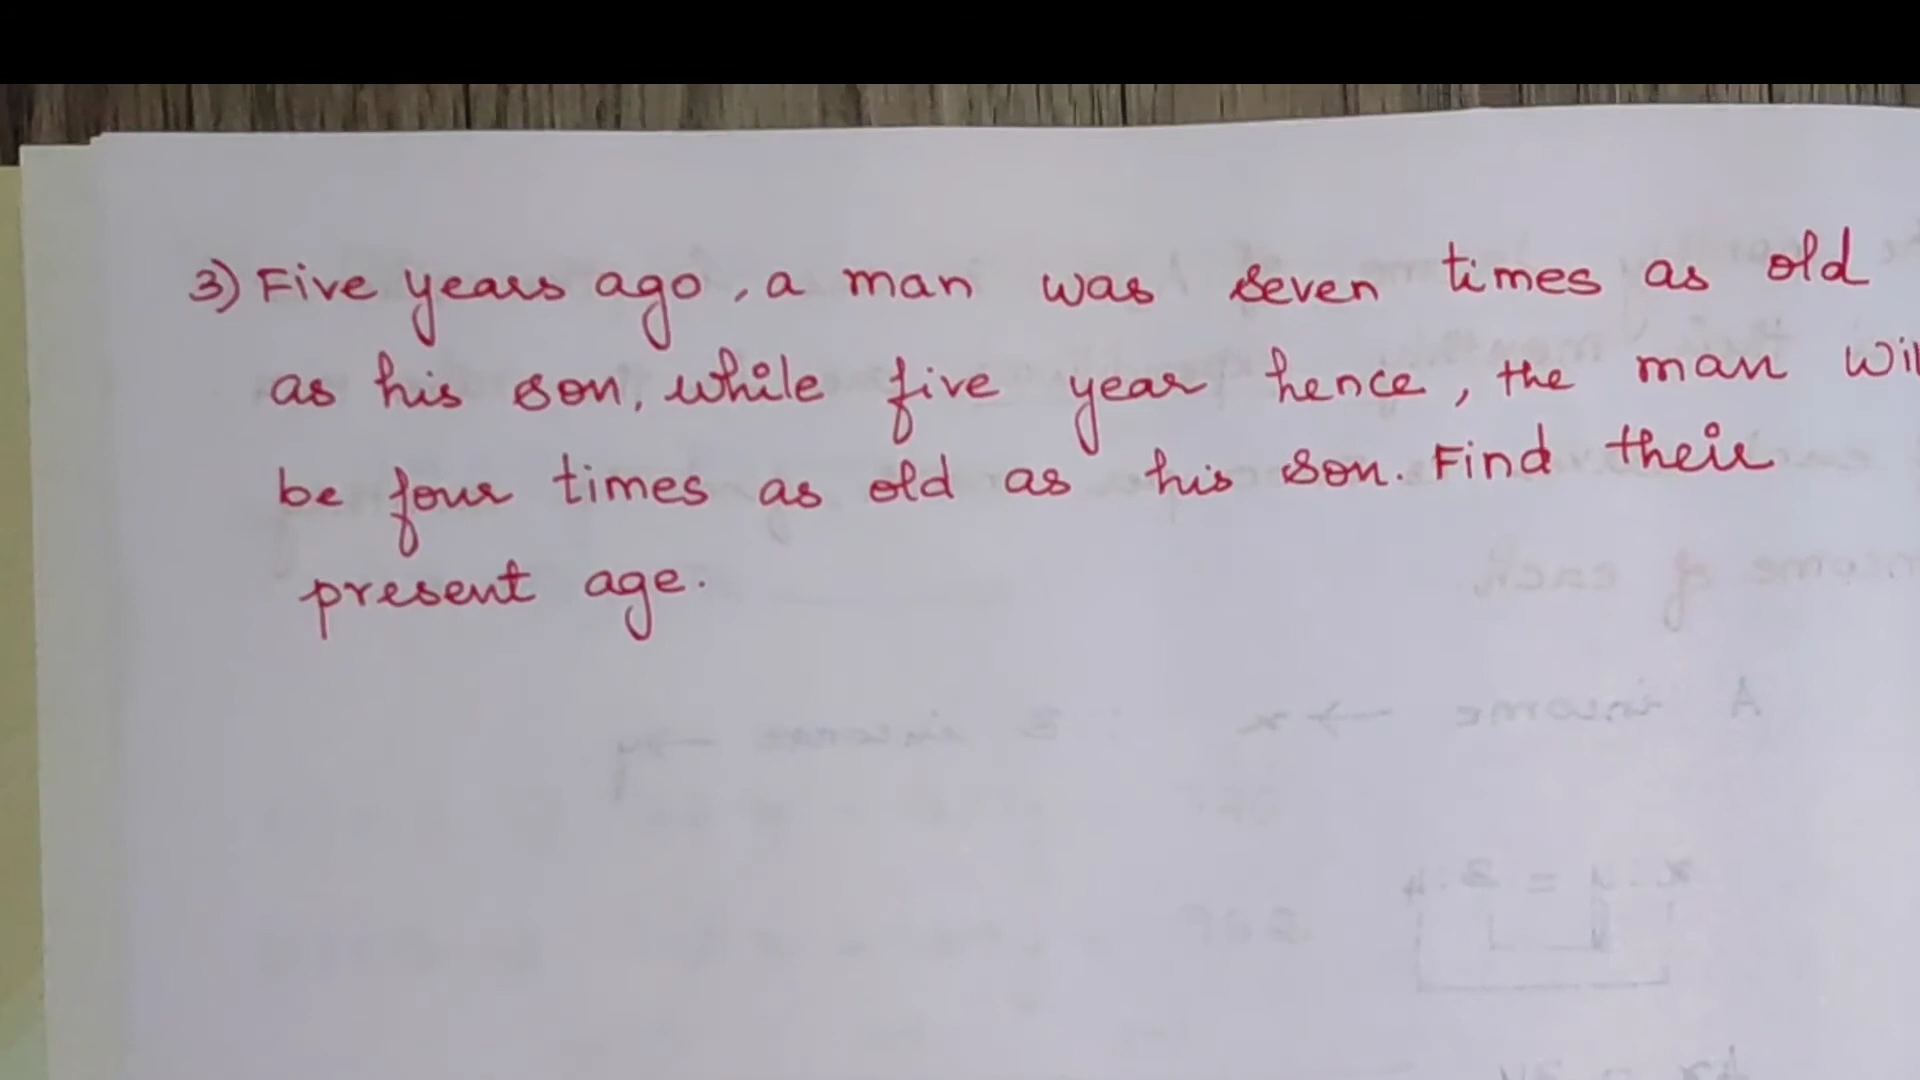 3) Five years ago, a man was seven times as old
as his son, while five year hence, the man wil
be four times as old as his son. Find their
present age.